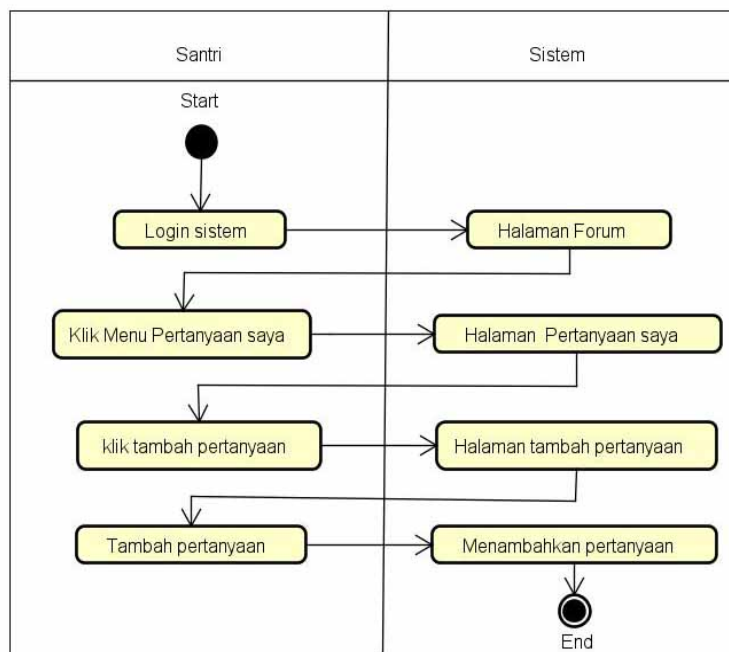 Santri
Sistem
Start
Login sistem
Halaman Forum
Klik Menu Pertanyaan saya
Halaman Pertanyaan saya
klik tambah pertanyaan
Halaman tambah pertanyaan
Tambah pertanyaan
Menambahkan pertanyaan
End